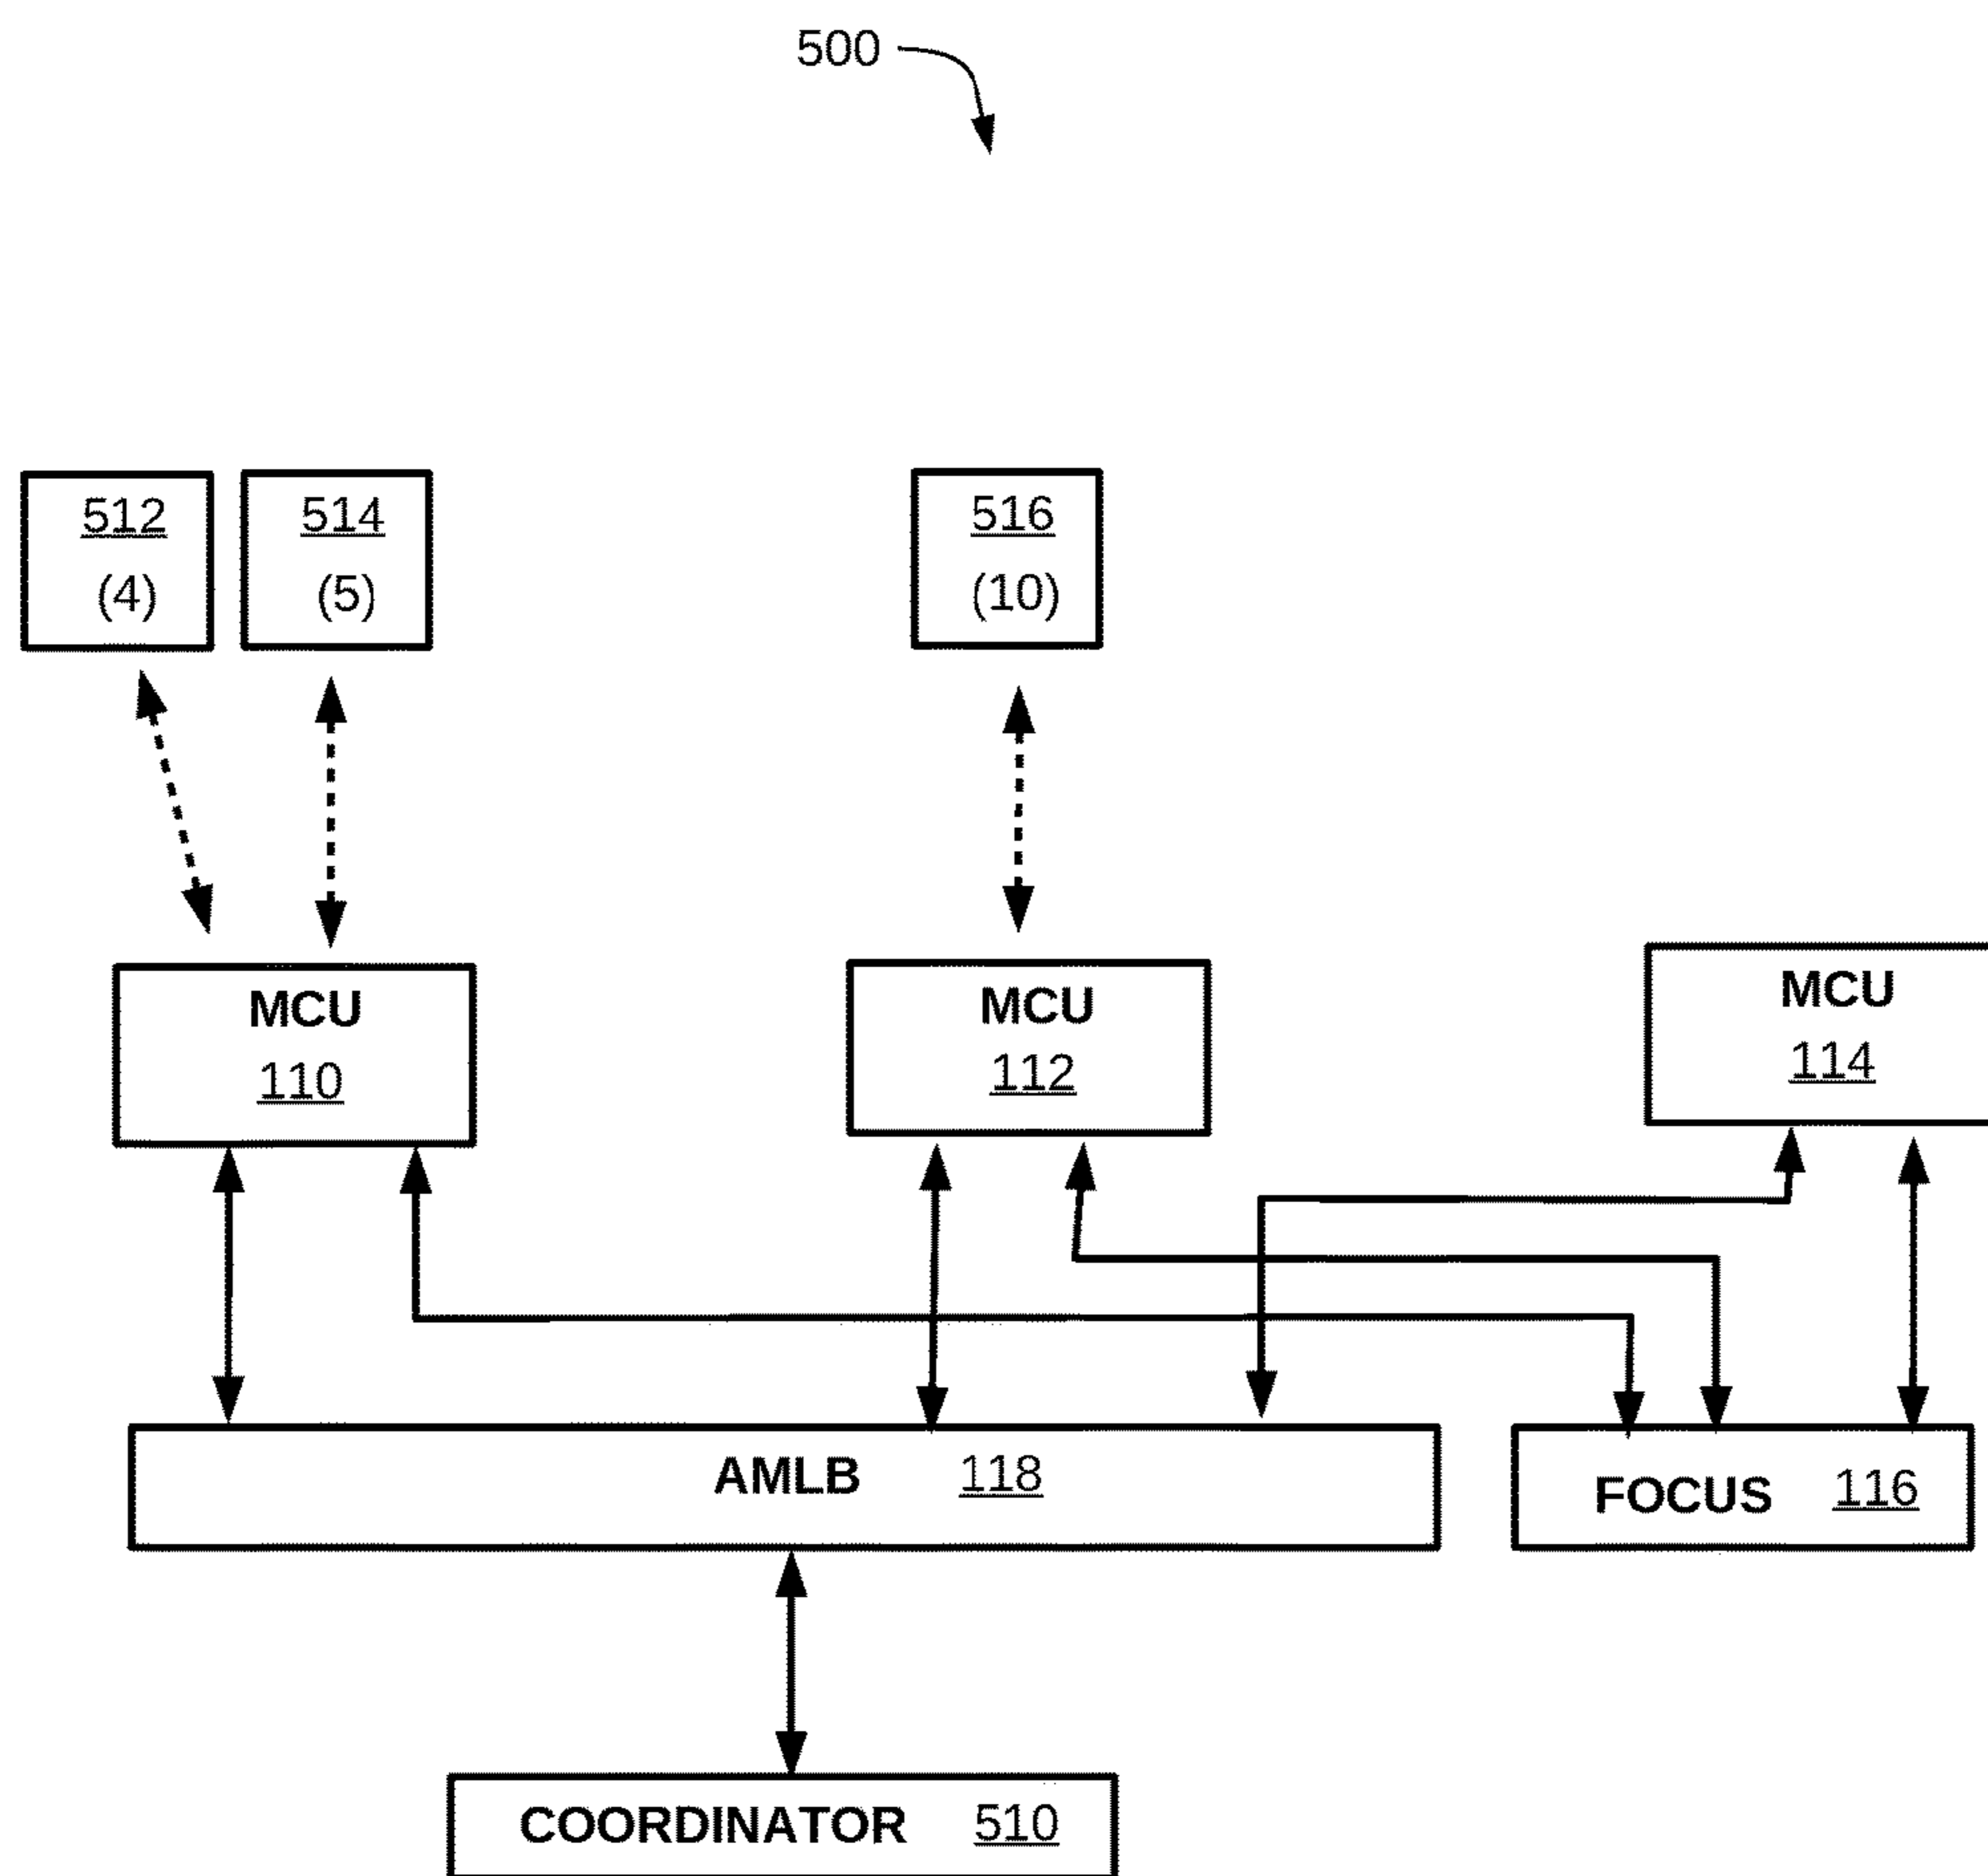 500
512
(4)
514
(5)
516
(10)
MCU
110
MCU
112
MCU
114
AMLB 118
FOCUS 116
COORDINATOR 510